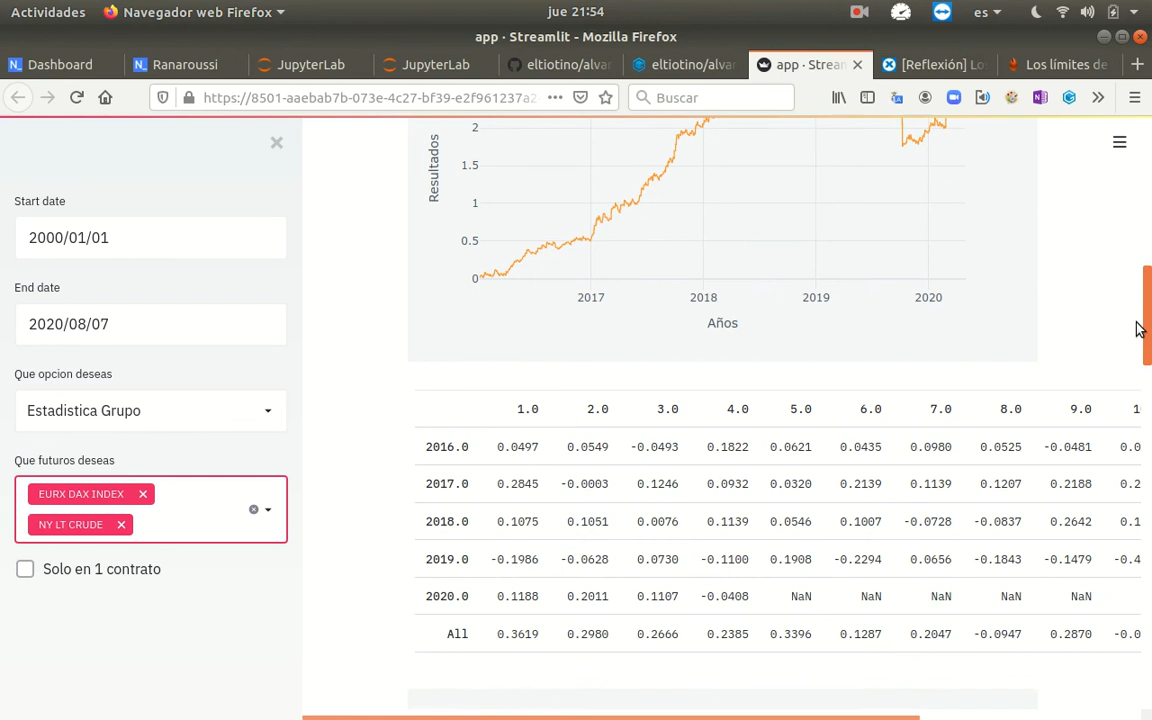 Actividades Navegador web Firefox jue 21:54 es
app · Streamlit - Mozilla Firefox
Dashboard Ranaroussi JupyterLab JupyterLab eltiotino/alvar eltiotino/alvar app · Strean [Reflexión] Lo Los límites de
https://8501-aaebab7b-073e-4c27-bf39-e2f961237a2 Buscar
Start date
2000/01/01
End date
2020/08/07
Que opcion deseas
Estadistica Grupo
Que futuros deseas
EURX DAX INDEX
NY LT CRUDE
Solo en 1 contrato
Resultados
2
1.5
1
0.5
0
2017 2018 2019 2020
Años
1.0 2.0 3.0 4.0 5.0 6.0 7.0 8.0 9.0 1
2016.0 0.0497 0.0549 -0.0493 0.1822 0.0621 0.0435 0.0980 0.0525 -0.0481 0.0
2017.0 0.2845 -0.0003 0.1246 0.0932 0.0320 0.2139 0.1139 0.1207 0.2188 0.2
2018.0 0.1075 0.1051 0.0076 0.1139 0.0546 0.1007 -0.0728 -0.0837 0.2642 0.1
2019.0 -0.1986 -0.0628 0.0730 -0.1100 0.1908 -0.2294 0.0656 -0.1843 -0.1479 -0.4
2020.0 0.1188 0.2011 0.1107 -0.0408 NaN NaN NaN NaN NaN
All 0.3619 0.2980 0.2666 0.2385 0.3396 0.1287 0.2047 -0.0947 0.2870 -0.0